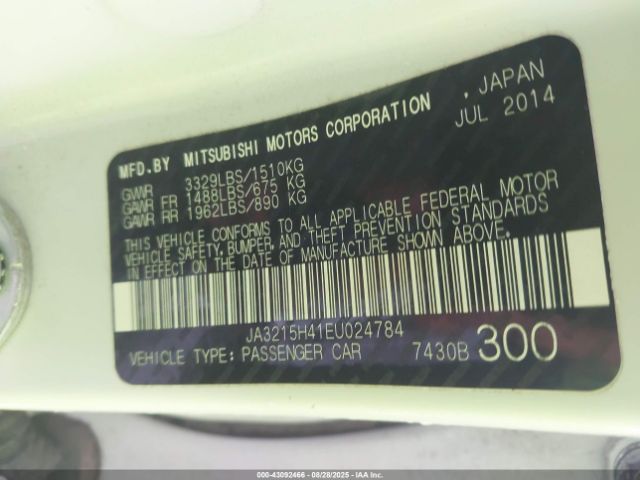 MFD.BY MITSUBISHI MOTORS CORPORATION , JAPAN
JUL 2014
GVWR 3329LBS/1510KG
GAWR FR 1488LBS/675 KG
GAWR RR 1962LBS/890 KG
THIS VEHICLE CONFORMS TO ALL APPLICABLE FEDERAL MOTOR
VEHICLE SAFETY,BUMPER, AND THEFT PREVENTION STANDARDS
IN EFFECT ON THE DATE OF MANUFACTURE SHOWN ABOVE.
JA3215H41EU024784
VEHICLE TYPE: PASSENGER CAR 7430B 300
000-43092466 - 08/28/2025 - IAAI.COM